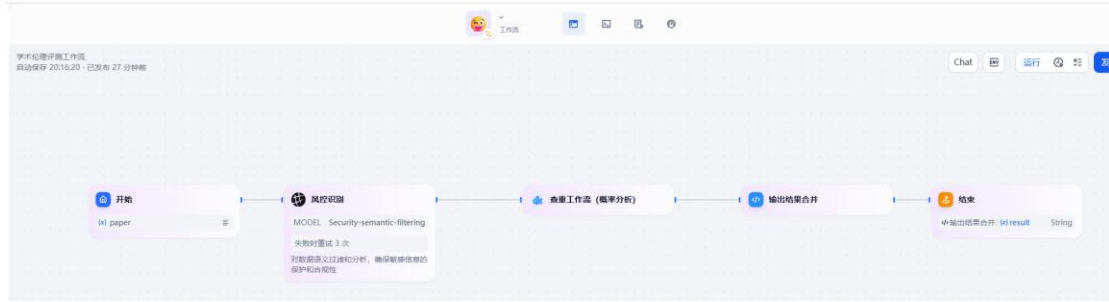 工作流
学术伦理评测工作流
自动保存 20:16:20 · 已发布 27 分钟前
Chat
ENV
运行
发
开始
{x} paper
风控识别
MODEL Security-semantic-filtering
失败时重试 3 次
对数据语义过滤和分析，确保敏感信息的
保护和合规性
查重工作流（概率分析）
输出结果合并
结束
输出结果合并 {x} result String